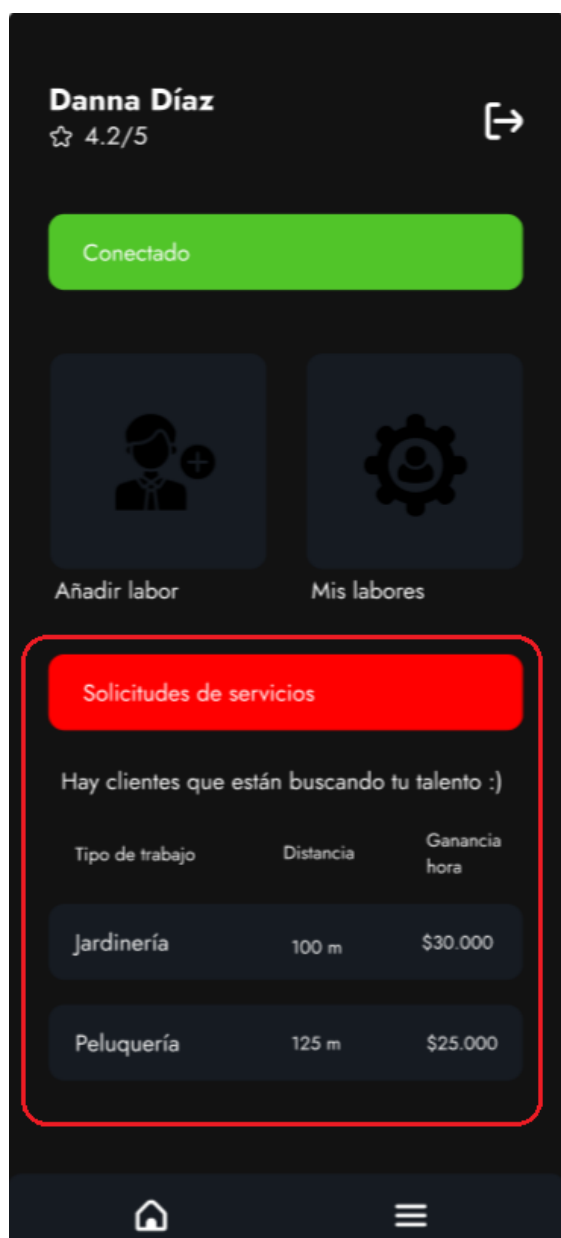 Danna Díaz
4.2/5
Conectado
Añadir labor
Mis labores
Solicitudes de servicios
Hay clientes que están buscando tu talento :)
Tipo de trabajo Distancia Ganancia
hora
Jardinería 100 m $30.000
Peluquería 125 m $25.000